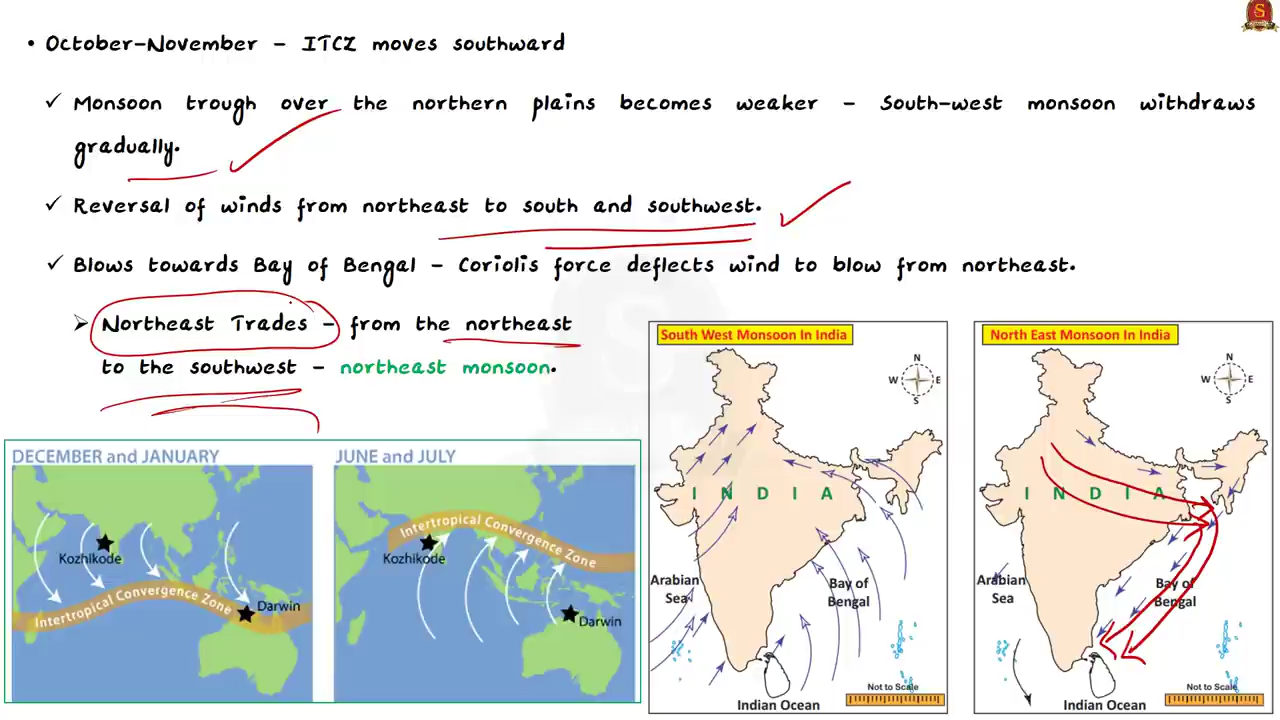 • October-November - ITCZ moves southward
✓ Monsoon trough over the northern plains becomes weaker - South-west monsoon withdraws
gradually.
✓ Reversal of winds from northeast to south and southwest.
✓ Blows towards Bay of Bengal - Coriolis force deflects wind to blow from northeast.
➢ Northeast Trades - from the northeast
to the southwest - northeast monsoon.
DECEMBER and JANUARY
Kozhikode
Intertropical Convergence Zone
Darwin
JUNE and JULY
Intertropical Convergence Zone
Kozhikode
Darwin
South West Monsoon In India
N
W E
S
INDIA
Arabian
Sea
Bay of
Bengal
Not to Scale
Indian Ocean
North East Monsoon In India
N
W E
S
INDIA
Arabian
Sea
Bay of
Bengal
Not to Scale
Indian Ocean
S